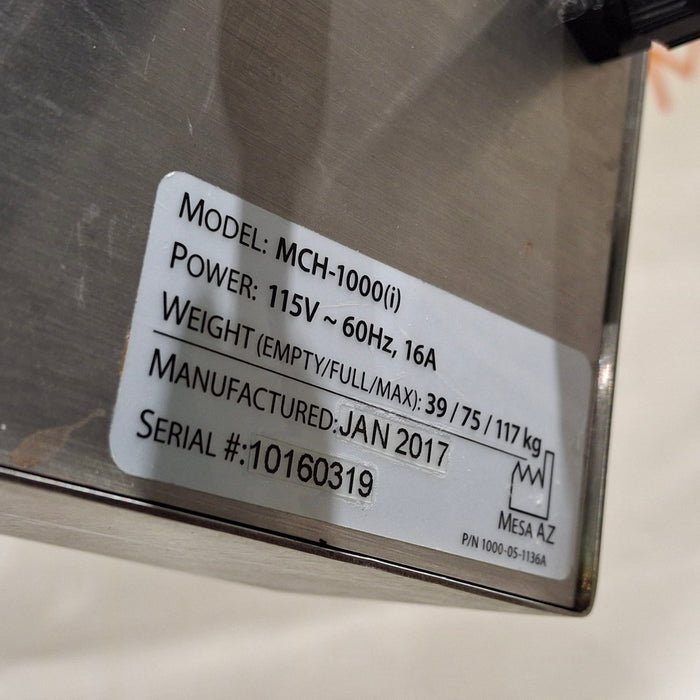 MODEL: MCH-1000(i)
POWER: 115V ~ 60Hz, 16A
WEIGHT (EMPTY/FULL/MAX): 39 / 75 / 117 kg
MANUFACTURED: JAN 2017
SERIAL #: 10160319
MESA AZ
P/N 1000-05-1136A